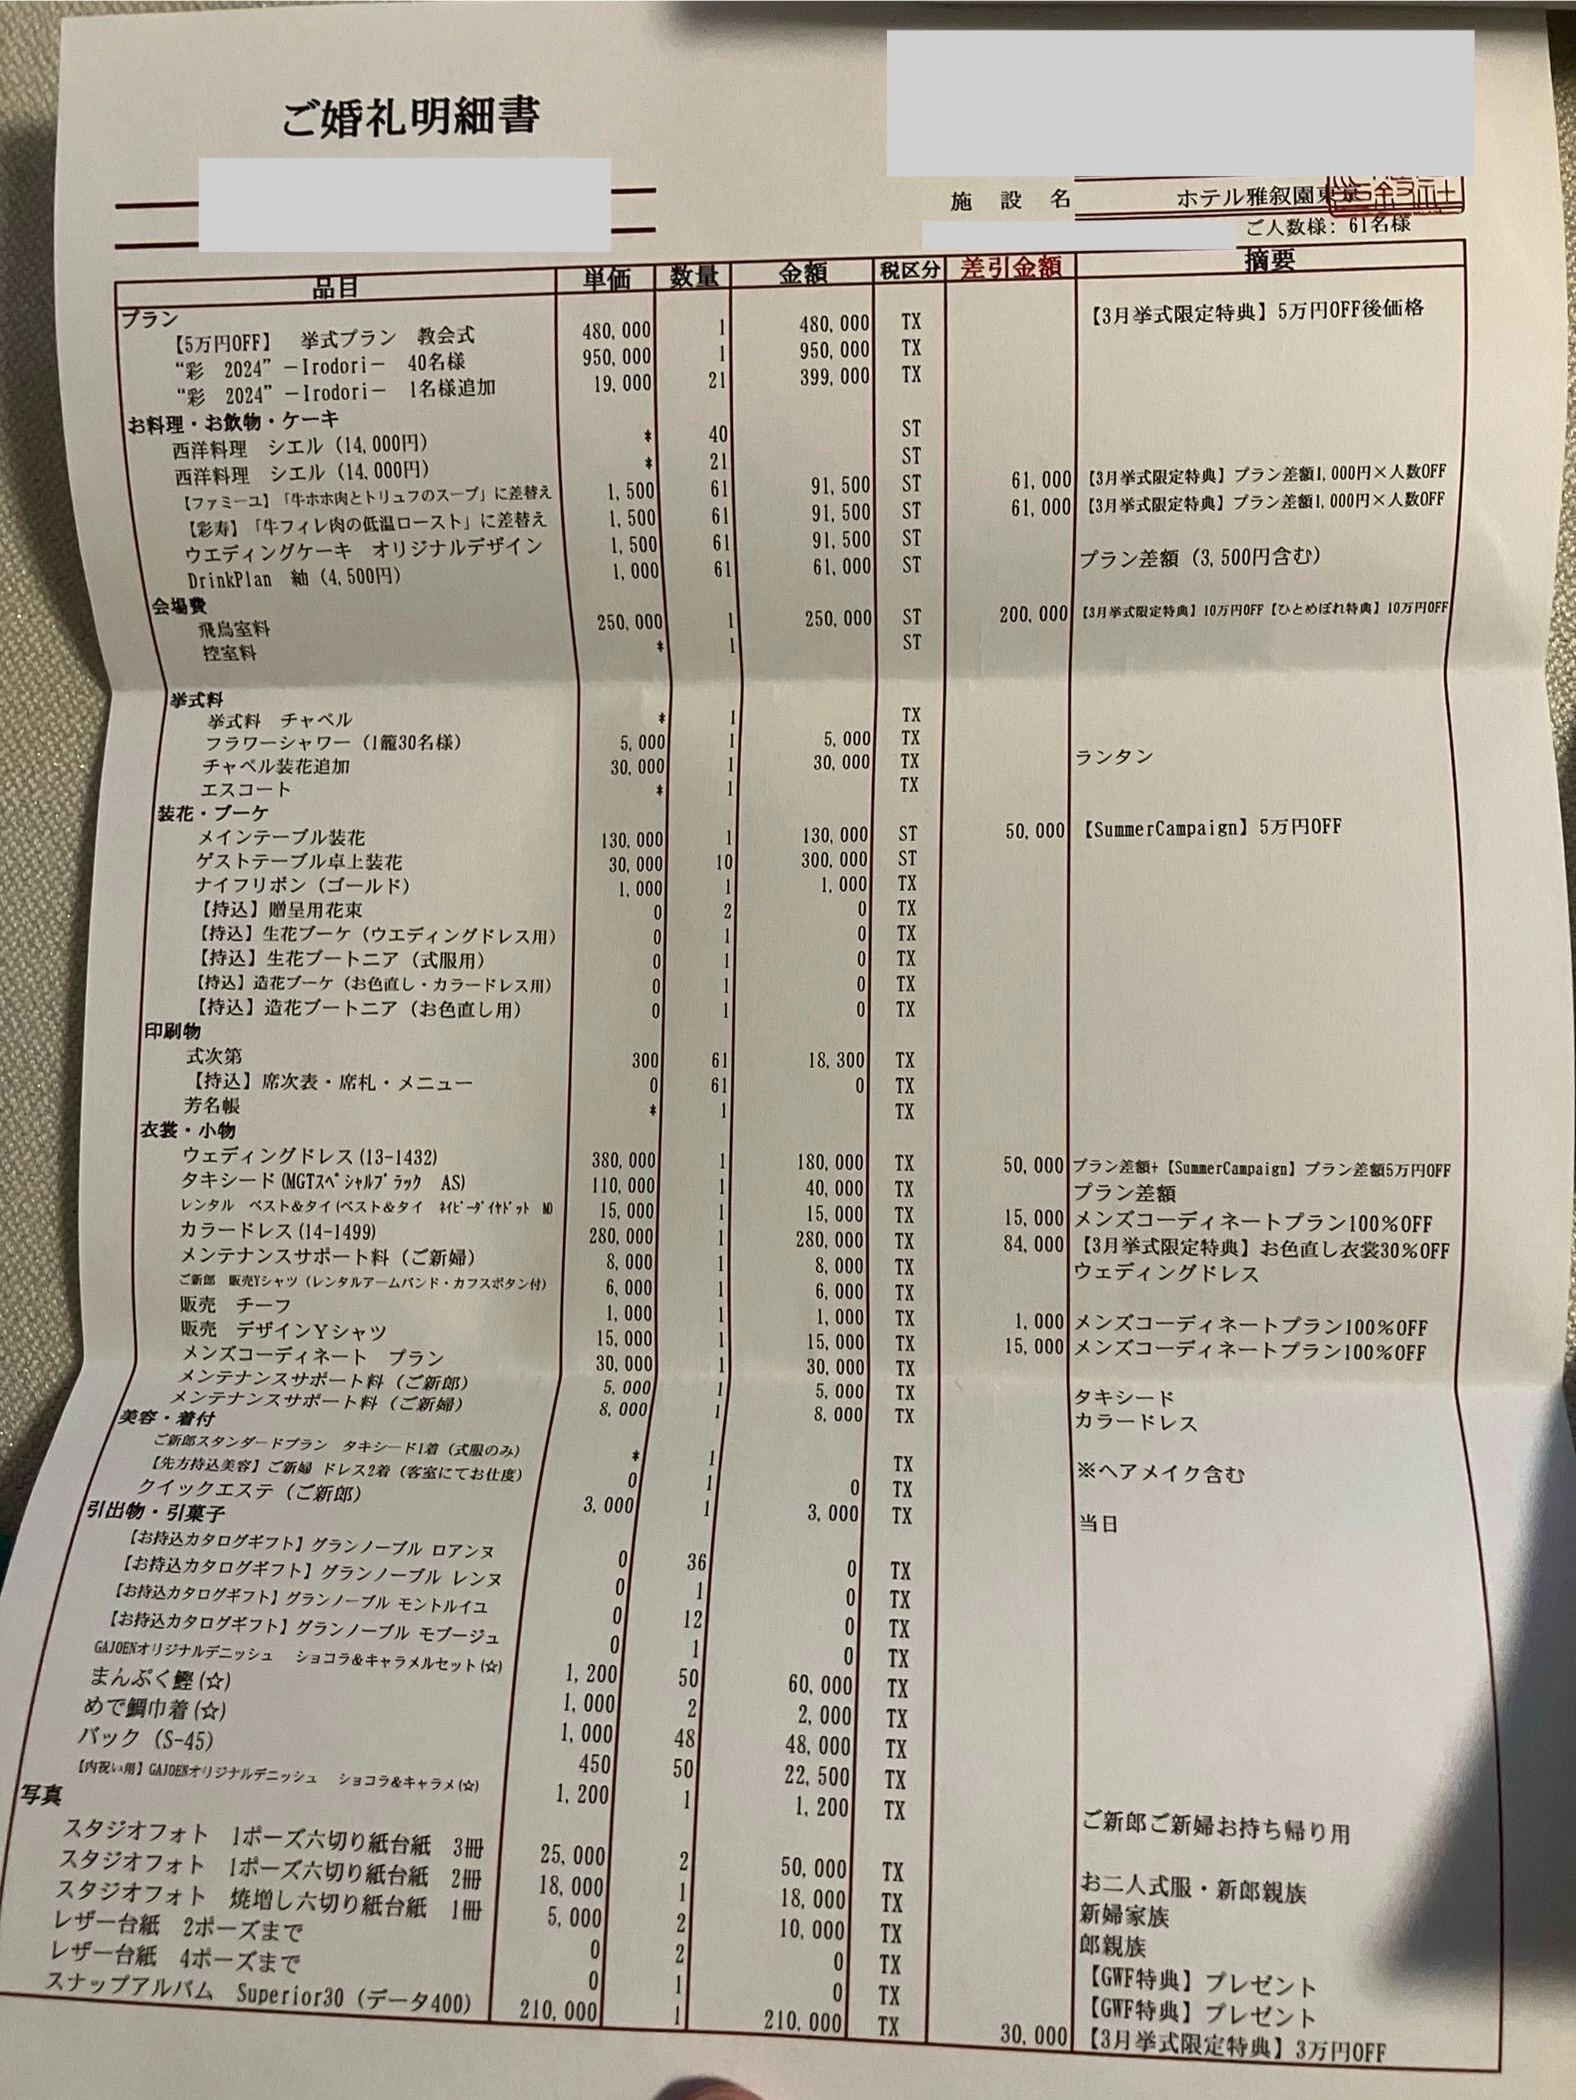 ご婚礼明細書
施 設 名 ホテル雅叙園東京
ご人数様: 61名様
品目 単価 数量 金額 税区分 差引金額 摘要
プラン
【5万円OFF】 挙式プラン 教会式 480,000 1 480,000 TX 【3月挙式限定特典】5万円OFF後価格
“彩 2024”－Irodori－ 40名様 950,000 1 950,000 TX
“彩 2024”－Irodori－ 1名様追加 19,000 21 399,000 TX
お料理・お飲物・ケーキ
西洋料理 シエル (14,000円) * 40 ST
西洋料理 シエル (14,000円) * 21 ST
【ファミーユ】「牛ホホ肉とトリュフのスープ」に差替え 1,500 61 91,500 ST 61,000 【3月挙式限定特典】プラン差額1,000円×人数OFF
【彩寿】「牛フィレ肉の低温ロースト」に差替え 1,500 61 91,500 ST 61,000 【3月挙式限定特典】プラン差額1,000円×人数OFF
ウエディングケーキ オリジナルデザイン 1,500 61 91,500 ST
DrinkPlan 紬 (4,500円) 1,000 61 61,000 ST プラン差額 (3,500円含む)
会場費
飛鳥室料 250,000 1 250,000 ST 200,000 【3月挙式限定特典】10万円OFF【ひとめぼれ特典】10万円OFF
控室料 * 1 ST
挙式料
挙式料 チャペル * 1 TX
フラワーシャワー (1籠30名様) 5,000 1 5,000 TX
チャペル装花追加 30,000 1 30,000 TX ランタン
エスコート * 1 TX
装花・ブーケ
メインテーブル装花 130,000 1 130,000 ST 50,000 【SummerCampaign】5万円OFF
ゲストテーブル卓上装花 30,000 10 300,000 ST
ナイフリボン (ゴールド) 1,000 1 1,000 TX
【持込】贈呈用花束 0 2 0 TX
【持込】生花ブーケ (ウエディングドレス用) 0 1 0 TX
【持込】生花ブートニア (式服用) 0 1 0 TX
【持込】造花ブーケ (お色直し・カラードレス用) 0 1 0 TX
【持込】造花ブートニア (お色直し用) 0 1 0 TX
印刷物
式次第 300 61 18,300 TX
【持込】席次表・席札・メニュー 0 61 0 TX
芳名帳 * 1 TX
衣裳・小物
ウェディングドレス(13-1432) 380,000 1 180,000 TX 50,000 プラン差額+【SummerCampaign】プラン差額5万円OFF
タキシード(MGTｽﾍﾟｼｬﾙﾌﾞﾗｯｸ AS) 110,000 1 40,000 TX プラン差額
レンタル ベスト&タイ(ベスト&タイ ﾈｲﾋﾞｰﾀﾞｲﾔﾄﾞｯﾄ 15,000 1 15,000 TX 15,000 メンズコーディネートプラン100%OFF
カラードレス(14-1499) 280,000 1 280,000 TX 84,000 【3月挙式限定特典】お色直し衣裳30%OFF
メンテナンスサポート料 (ご新婦) 8,000 1 8,000 TX ウェディングドレス
ご新郎 販売Yシャツ (レンタルアームバンド・カフスボタン付) 6,000 1 6,000 TX
販売 チーフ 1,000 1 1,000 TX 1,000 メンズコーディネートプラン100%OFF
販売 デザインYシャツ 15,000 1 15,000 TX 15,000 メンズコーディネートプラン100%OFF
メンズコーディネート プラン 30,000 1 30,000 TX
メンテナンスサポート料 (ご新郎) 5,000 1 5,000 TX タキシード
メンテナンスサポート料 (ご新婦) 8,000 1 8,000 TX カラードレス
美容・着付
ご新郎スタンダードプラン タキシード1着 (式服のみ) * 1 TX ※ヘアメイク含む
【先方持込美容】ご新婦 ドレス2着 (客室にてお仕度) 0 1 0 TX
クイックエステ (ご新郎) 3,000 1 3,000 TX 当日
引出物・引菓子
【お持込カタログギフト】グランノーブル ロアンヌ 0 36 0 TX
【お持込カタログギフト】グランノーブル レンヌ 0 1 0 TX
【お持込カタログギフト】グランノーブル モントルイユ 0 12 0 TX
【お持込カタログギフト】グランノーブル モブージュ 0 1 0 TX
GAJOENオリジナルデニッシュ ショコラ&キャラメルセット(☆) 1,200 50 60,000 TX
まんぷく鰹(☆) 1,000 2 2,000 TX
めで鯛巾着(☆) 1,000 48 48,000 TX
バック (S-45) 450 50 22,500 TX
【内祝い用】GAJOENオリジナルデニッシュ ショコラ&キャラメ(☆) 1,200 1 1,200 TX ご新郎ご新婦お持ち帰り用
写真
スタジオフォト 1ポーズ六切り紙台紙 3冊 25,000 2 50,000 TX お二人式服・新郎親族
スタジオフォト 1ポーズ六切り紙台紙 2冊 18,000 1 18,000 TX 新婦家族
スタジオフォト 焼増し六切り紙台紙 1冊 5,000 2 10,000 TX 郎親族
レザー台紙 2ポーズまで 0 2 0 TX 【GWF特典】プレゼント
レザー台紙 4ポーズまで 0 1 0 TX 【GWF特典】プレゼント
スナップアルバム Superior30 (データ400) 210,000 1 210,000 TX 30,000 【3月挙式限定特典】3万円OFF